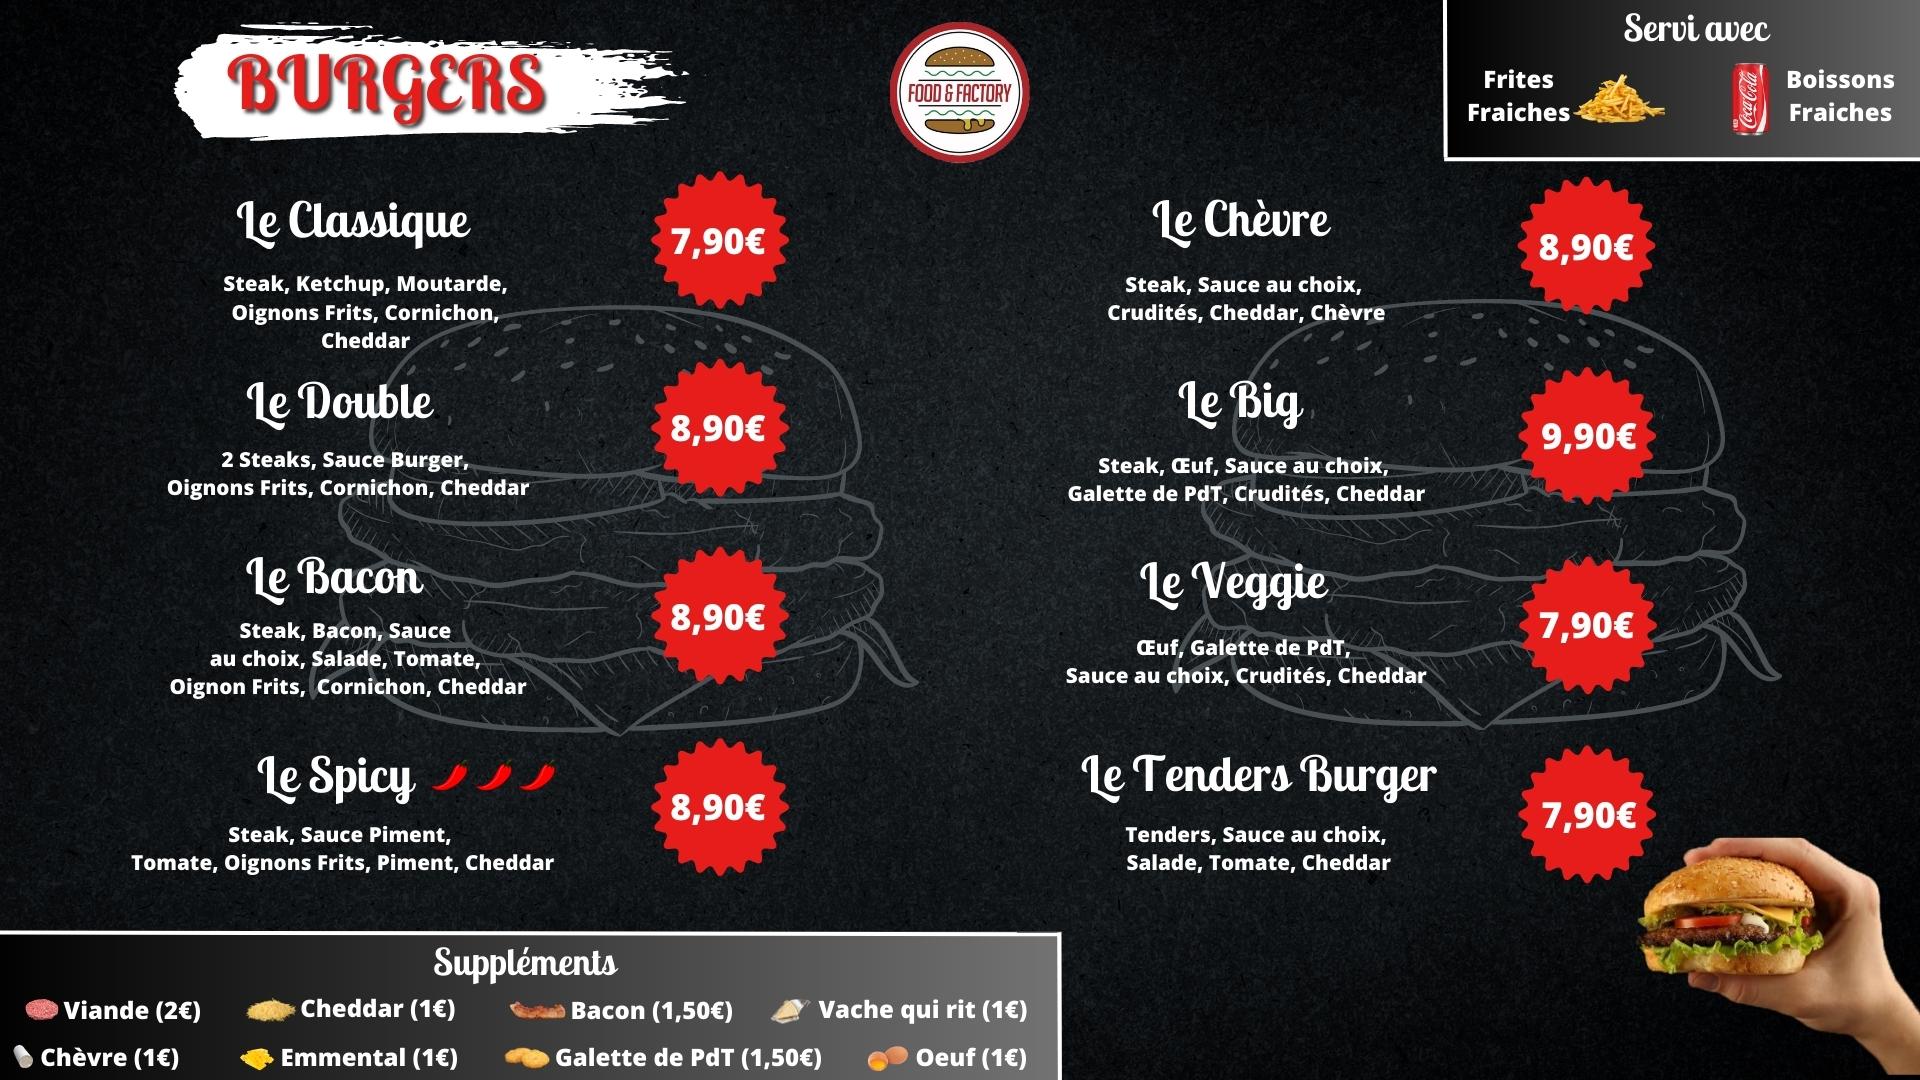 BURGERS
FOOD & FACTORY
Servi avec
Frites
Fraiches
Coca-Cola
Boissons
Fraiches
Le Classique
7,90€
Steak, Ketchup, Moutarde,
Oignons Frits, Cornichon,
Cheddar
Le Double
8,90€
2 Steaks, Sauce Burger,
Oignons Frits, Cornichon, Cheddar
Le Bacon
8,90€
Steak, Bacon, Sauce
au choix, Salade, Tomate,
Oignon Frits, Cornichon, Cheddar
Le Spicy
8,90€
Steak, Sauce Piment,
Tomate, Oignons Frits, Piment, Cheddar
Le Chèvre
8,90€
Steak, Sauce au choix,
Crudités, Cheddar, Chèvre
Le Big
9,90€
Steak, Œuf, Sauce au choix,
Galette de PdT, Crudités, Cheddar
Le Veggie
7,90€
Œuf, Galette de PdT,
Sauce au choix, Crudités, Cheddar
Le Tenders Burger
7,90€
Tenders, Sauce au choix,
Salade, Tomate, Cheddar
Suppléments
Viande (2€) Cheddar (1€) Bacon (1,50€) Vache qui rit (1€)
Chèvre (1€) Emmental (1€) Galette de PdT (1,50€) Oeuf (1€)